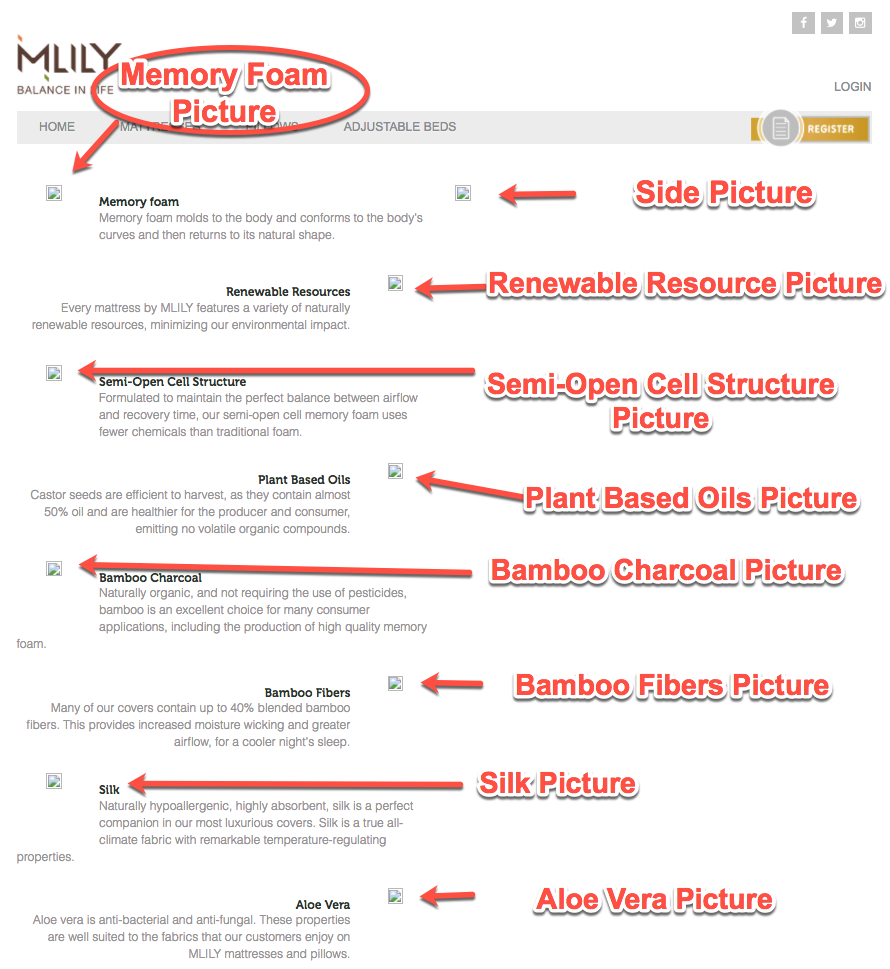 MLILY
BALANCE IN LIFE
Memory Foam
Picture
LOGIN
HOME
ADJUSTABLE BEDS
REGISTER
Memory foam
Memory foam molds to the body and conforms to the body's
curves and then returns to its natural shape.
Side Picture
Renewable Resources
Every mattress by MLILY features a variety of naturally
renewable resources, minimizing our environmental impact.
Renewable Resource Picture
Semi-Open Cell Structure
Formulated to maintain the perfect balance between airflow
and recovery time, our semi-open cell memory foam uses
fewer chemicals than traditional foam.
Semi-Open Cell Structure
Picture
Plant Based Oils
Castor seeds are efficient to harvest, as they contain almost
50% oil and are healthier for the producer and consumer,
emitting no volatile organic compounds.
Plant Based Oils Picture
Bamboo Charcoal
Naturally organic, and not requiring the use of pesticides,
bamboo is an excellent choice for many consumer
applications, including the production of high quality memory
foam.
Bamboo Charcoal Picture
Bamboo Fibers
Many of our covers contain up to 40% blended bamboo
fibers. This provides increased moisture wicking and greater
airflow, for a cooler night's sleep.
Bamboo Fibers Picture
Silk
Naturally hypoallergenic, highly absorbent, silk is a perfect
companion in our most luxurious covers. Silk is a true all-
climate fabric with remarkable temperature-regulating
properties.
Silk Picture
Aloe Vera
Aloe vera is anti-bacterial and anti-fungal. These properties
are well suited to the fabrics that our customers enjoy on
MLILY mattresses and pillows.
Aloe Vera Picture